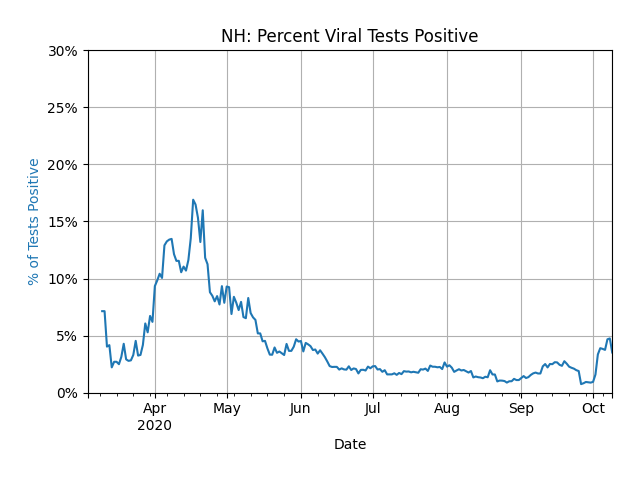 NH: Percent Viral Tests Positive
30%
25%
20%
15%
10%
5%
0%
% of Tests Positive
Apr May Jun Jul Aug Sep Oct
2020
Date